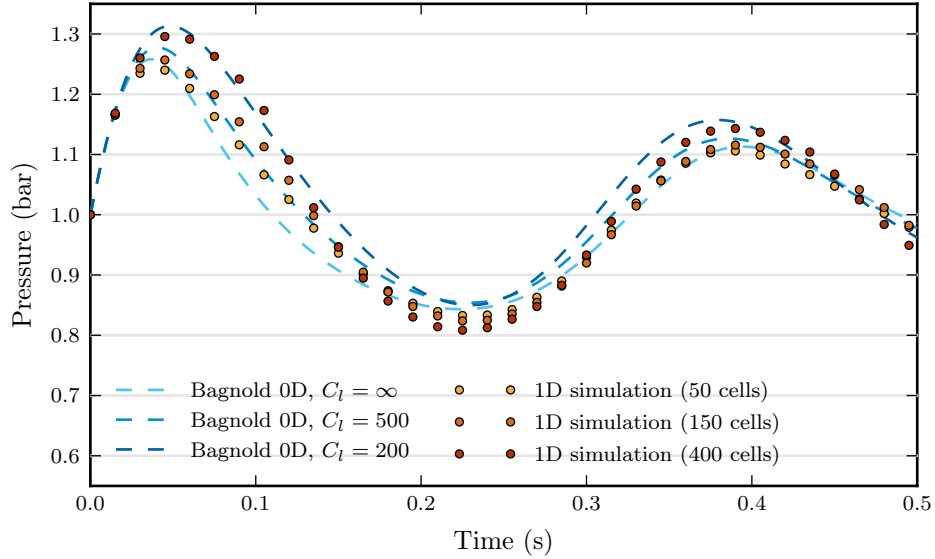 1.3
1.2
1.1
1.0
0.9
0.8
0.7
0.6
Pressure (bar)
Bagnold 0D, $C_l = \infty$
Bagnold 0D, $C_l = 500$
Bagnold 0D, $C_l = 200$
1D simulation (50 cells)
1D simulation (150 cells)
1D simulation (400 cells)
0.0 0.1 0.2 0.3 0.4 0.5
Time (s)